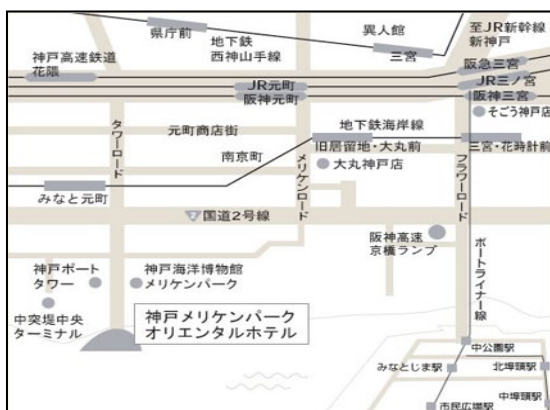 県庁前
地下鉄
西神山手線
異人館
三宮
至JR新幹線
新神戸
神戸高速鉄道
花隈
阪急三宮
JR元町
阪神元町
JR三ノ宮
阪神三宮
そごう神戸店
タワーロード
元町商店街
地下鉄海岸線
旧居留地・大丸前
三宮・花時計前
南京町
メリケンロード
大丸神戸店
フラワーロード
みなと元町
2
国道2号線
阪神高速
京橋ランプ
ポートライナー線
神戸ポート
タワー
神戸海洋博物館
メリケンパーク
中突堤中央
ターミナル
神戸メリケンパーク
オリエンタルホテル
中公園駅
みなとじま駅
北埠頭駅
市民広場駅
中埠頭駅